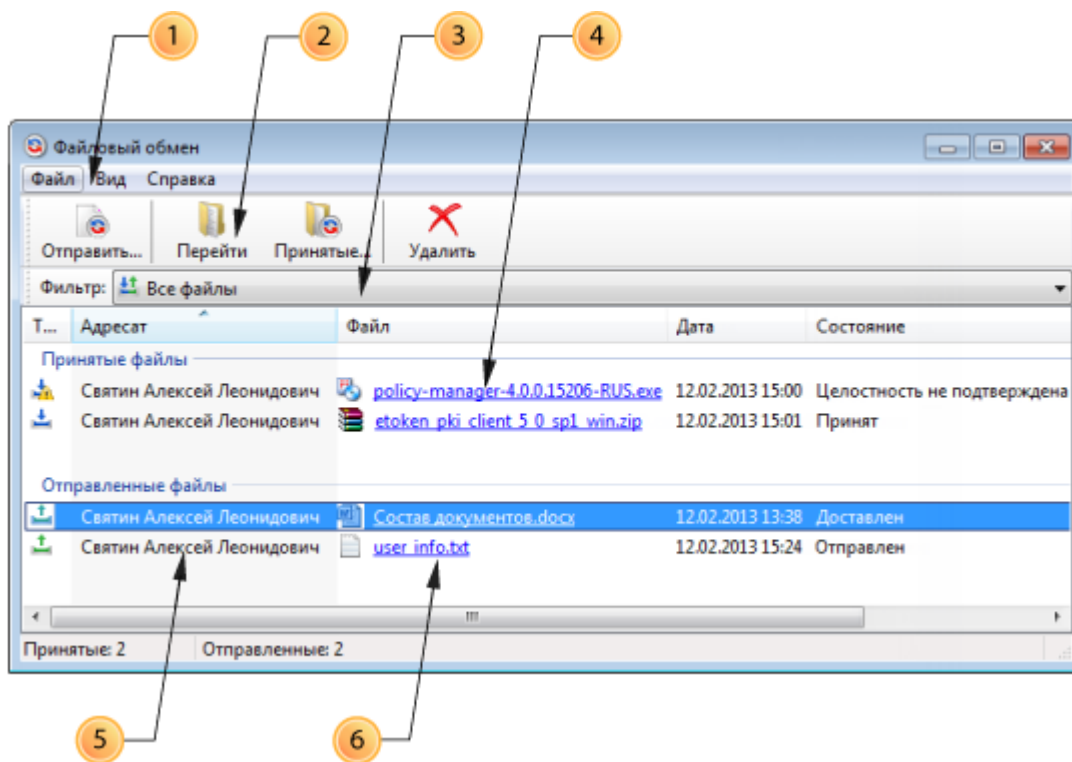 1 2 3 4
Файловый обмен
Файл Вид Справка
Отправить... Перейти Принятые... Удалить
Фильтр: Все файлы
Т... Адресат Файл Дата Состояние
Принятые файлы
Святин Алексей Леонидович policy-manager-4.0.0.15206-RUS.exe 12.02.2013 15:00 Целостность не подтверждена
Святин Алексей Леонидович etoken_pki_client_5_0_sp1_win.zip 12.02.2013 15:01 Принят
Отправленные файлы
Святин Алексей Леонидович Состав документов.docx 12.02.2013 13:38 Доставлен
Святин Алексей Леонидович user_info.txt 12.02.2013 15:24 Отправлен
Принятые: 2 Отправленные: 2
5 6